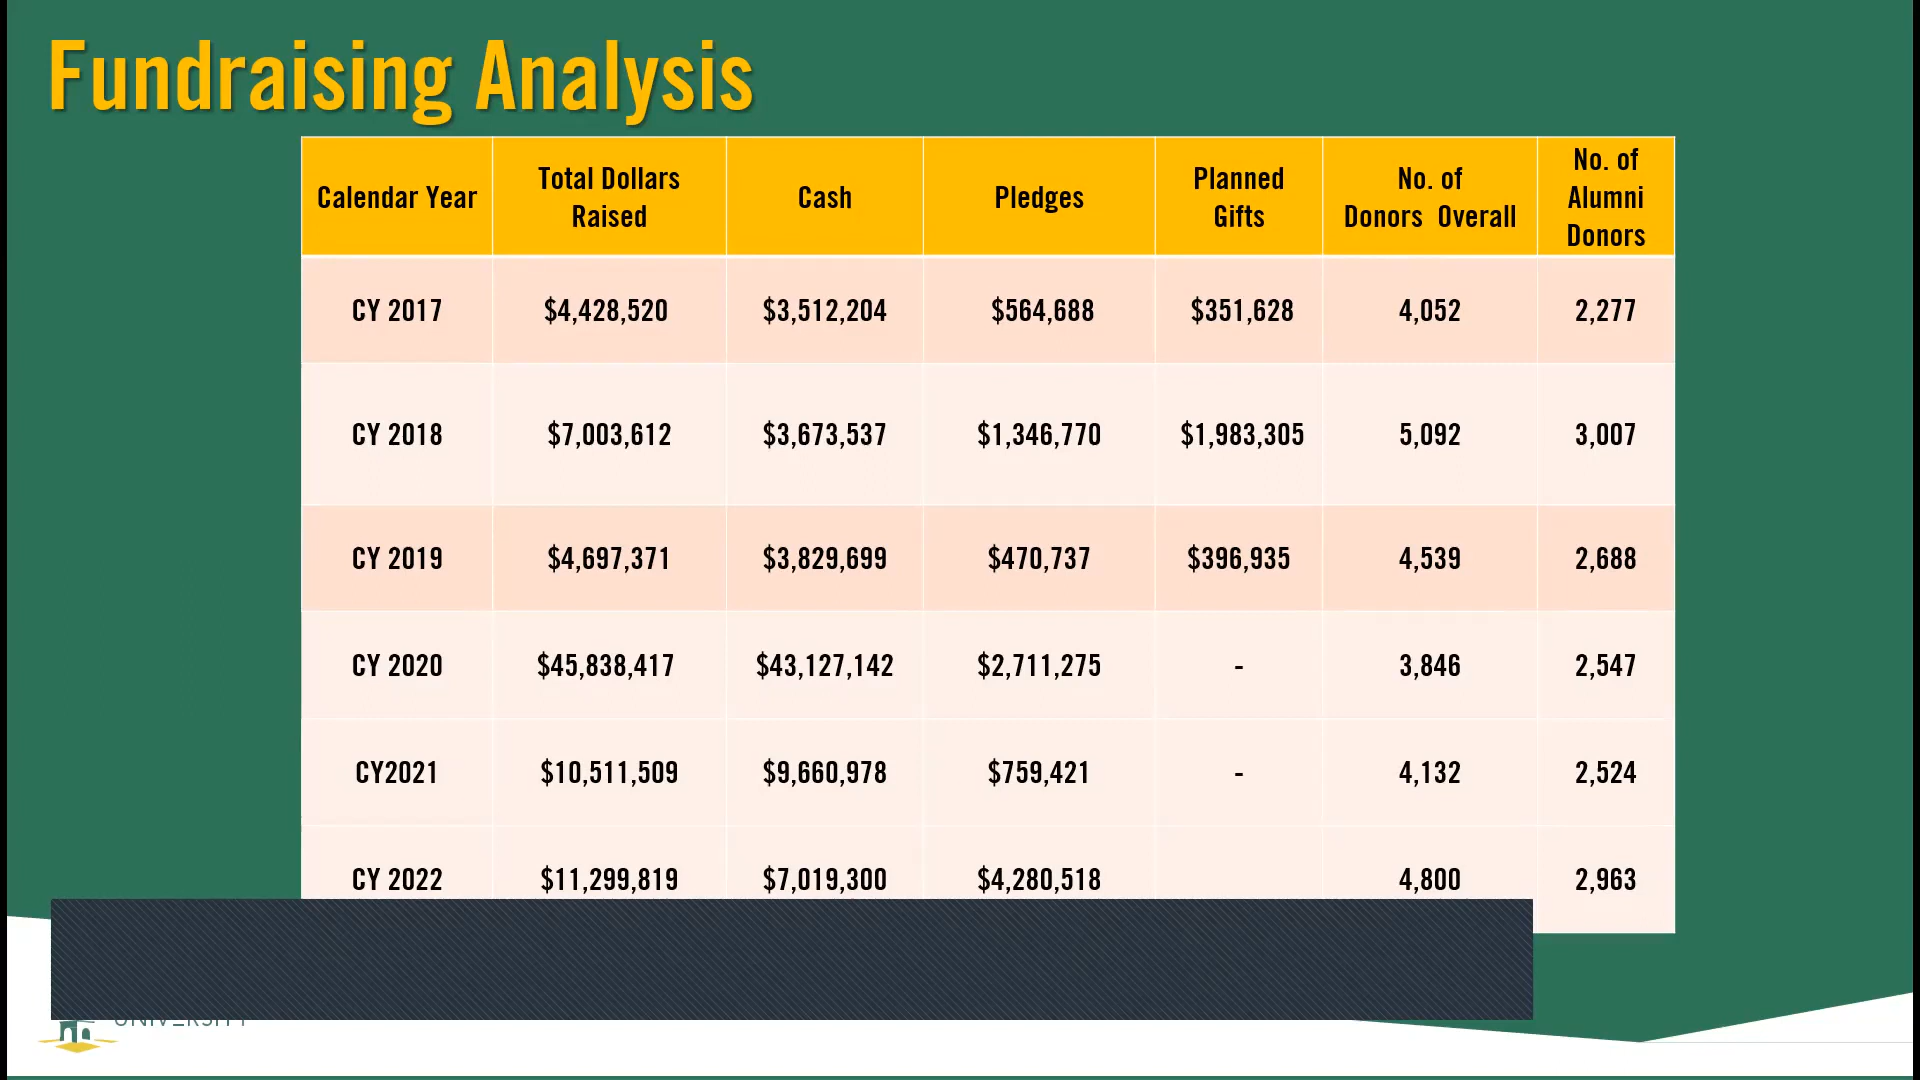 Fundraising Analysis
Calendar Year
Total Dollars
Raised
Cash
Pledges
Planned
Gifts
No. of
Donors  Overall
No. of
Alumni
Donors
CY 2017 $4,428,520 $3,512,204 $564,688 $351,628 4,052 2,277
CY 2018 $7,003,612 $3,673,537 $1,346,770 $1,983,305 5,092 3,007
CY 2019 $4,697,371 $3,829,699 $470,737 $396,935 4,539 2,688
CY 2020 $45,838,417 $43,127,142 $2,711,275 - 3,846 2,547
CY2021 $10,511,509 $9,660,978 $759,421 - 4,132 2,524
CY 2022 $11,299,819 $7,019,300 $4,280,518 4,800 2,963
UNIVERSITY